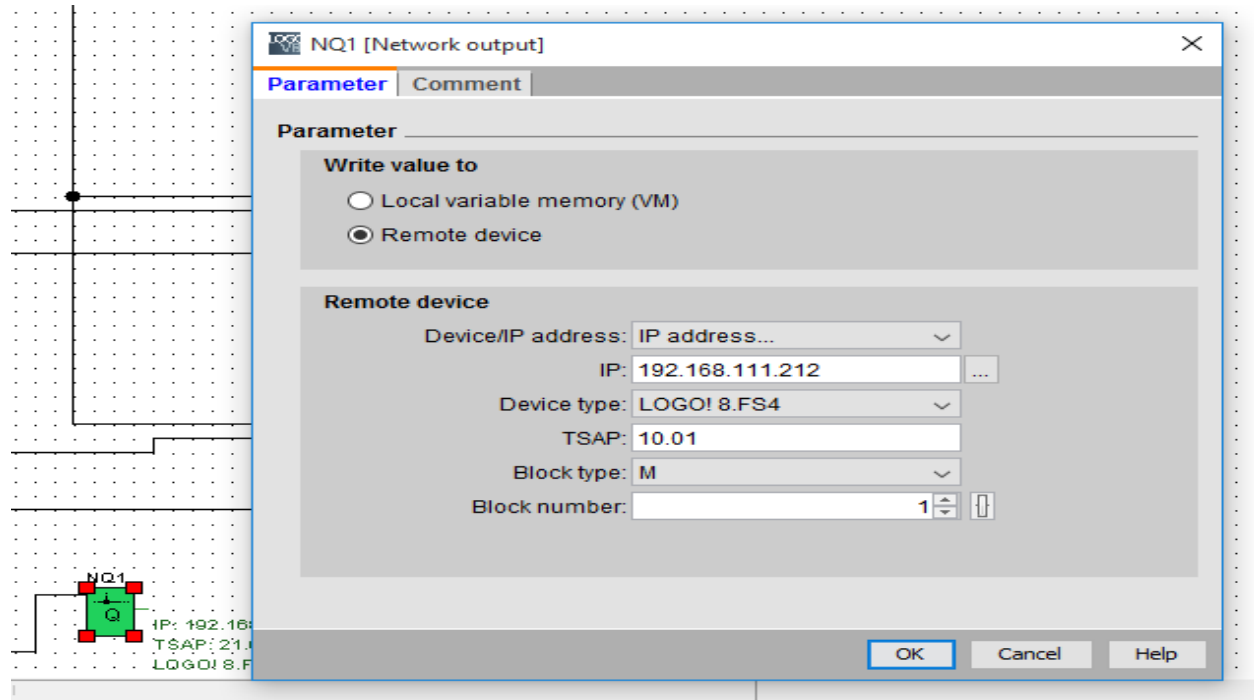 NQ1 [Network output]
Parameter Comment
Parameter
Write value to
Local variable memory (VM)
Remote device
Remote device
Device/IP address: IP address...
IP: 192.168.111.212 ...
Device type: LOGO! 8.FS4
TSAP: 10.01
Block type: M
Block number: 1
NQ1
Q
IP: 192.16
TSAP: 21.
LOGO! 8.F
OK Cancel Help